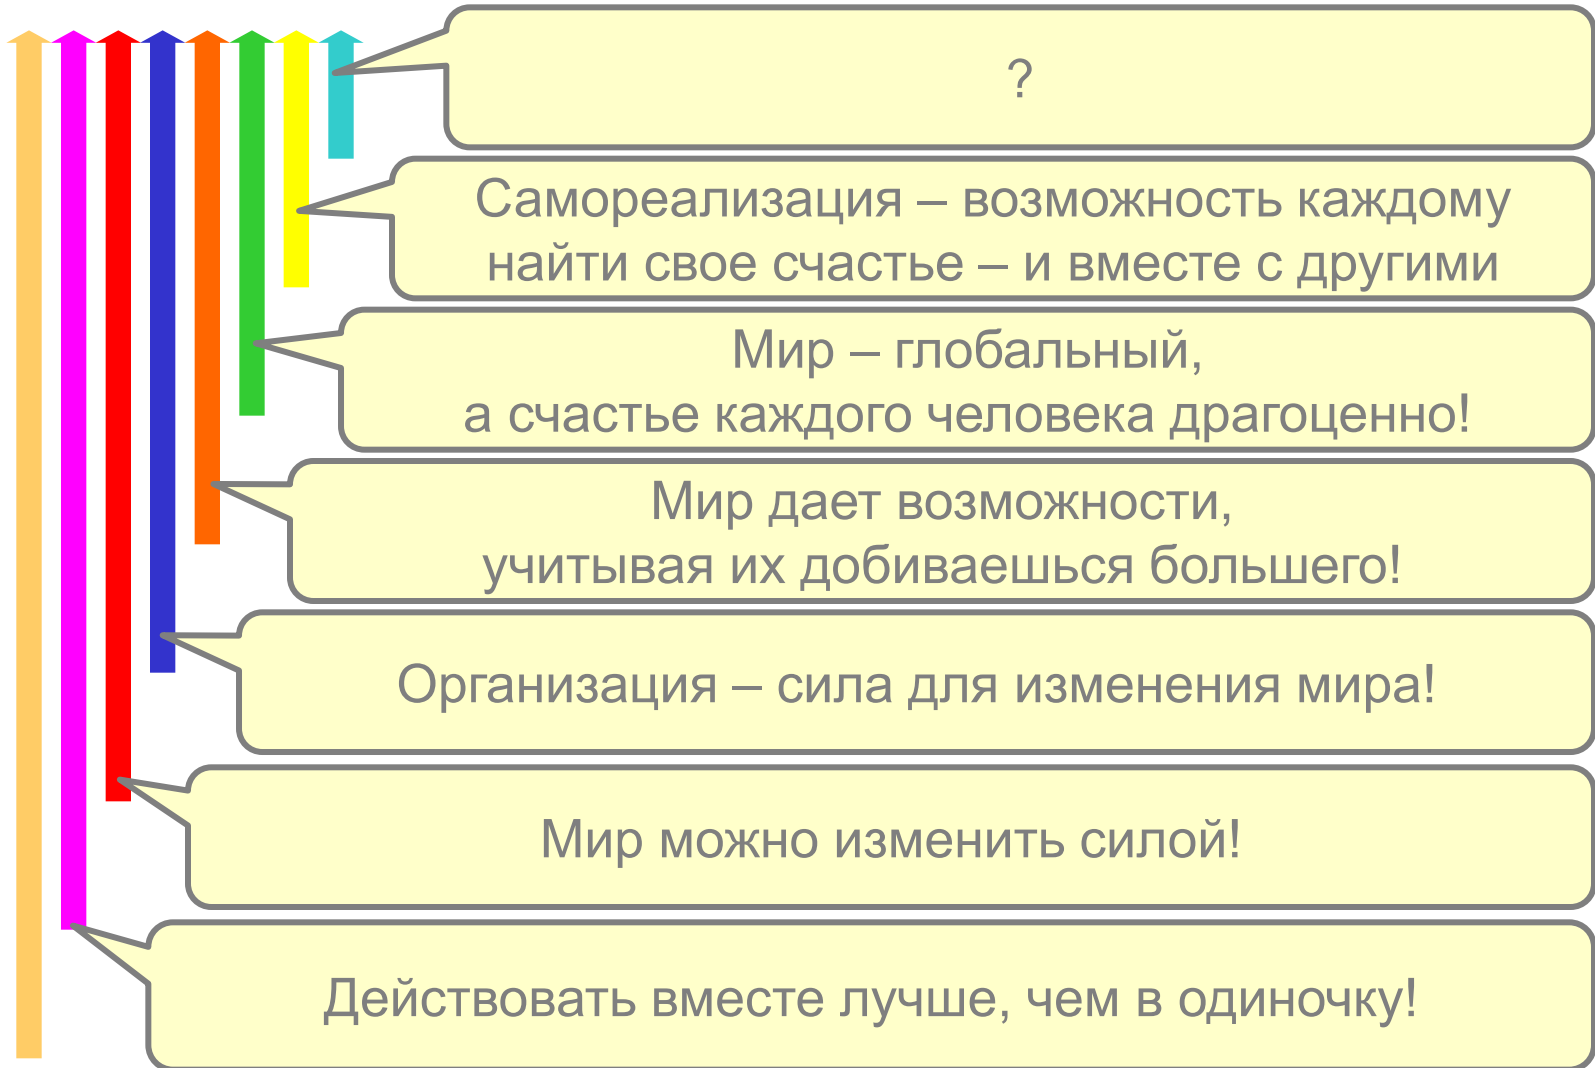 ?
Самореализация – возможность каждому
найти свое счастье – и вместе с другими
Мир – глобальный,
а счастье каждого человека драгоценно!
Мир дает возможности,
учитывая их добиваешься большего!
Организация – сила для изменения мира!
Мир можно изменить силой!
Действовать вместе лучше, чем в одиночку!